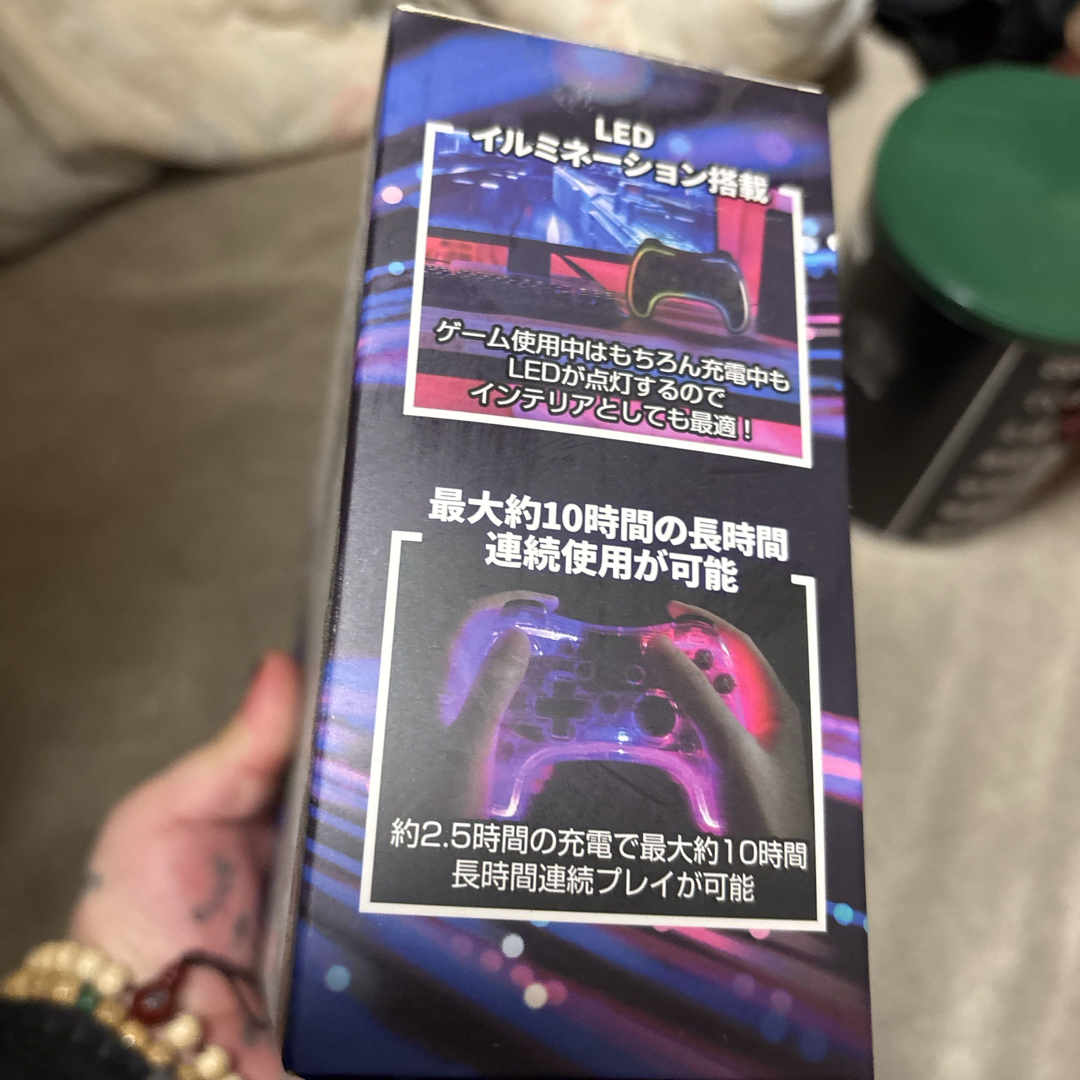 LED
イルミネーション搭載
ゲーム使用中はもちろん充電中も
LEDが点灯するので
インテリアとしても最適！
最大約10時間の長時間
連続使用が可能
約2.5時間の充電で最大約10時間
長時間連続プレイが可能